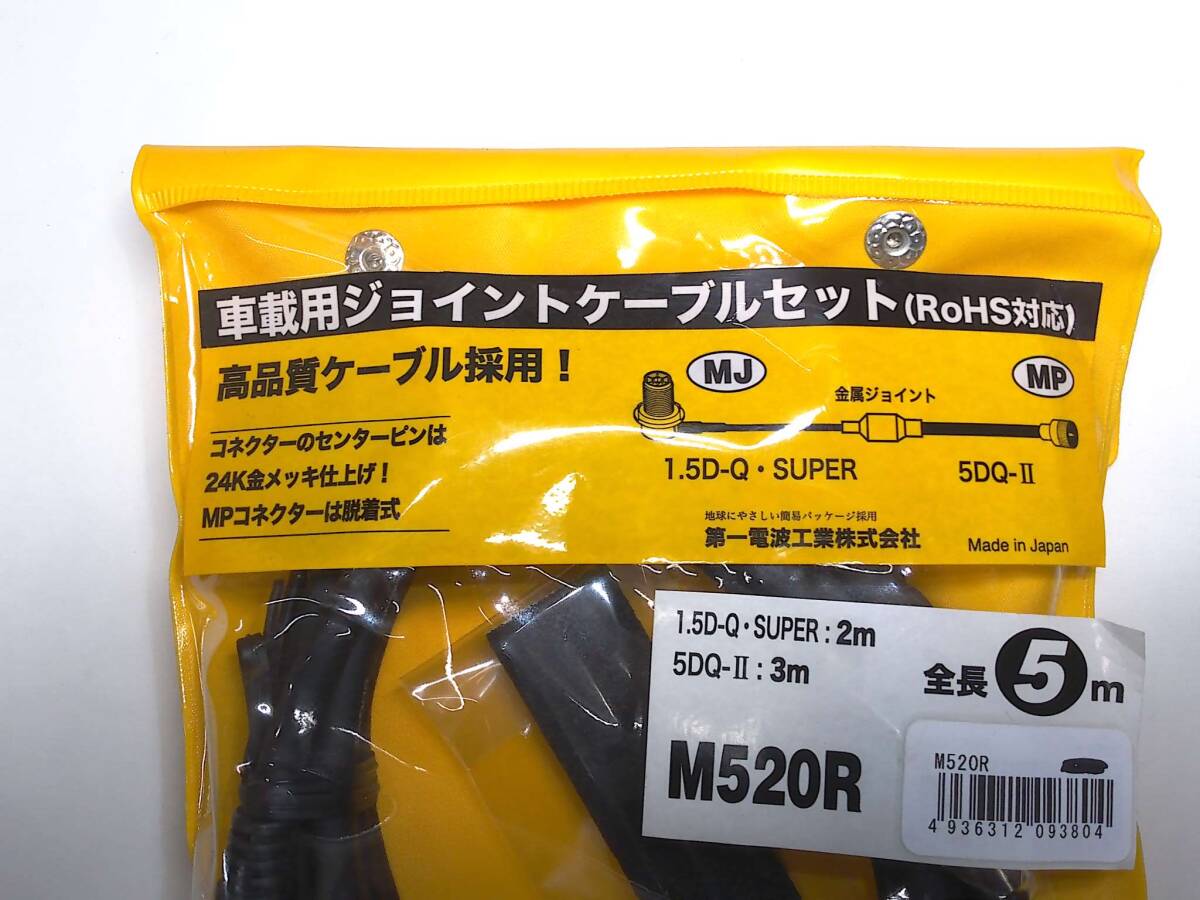 車載用ジョイントケーブルセット(RoHS対応)
高品質ケーブル採用！
コネクターのセンターピンは
24K金メッキ仕上げ！
MPコネクターは脱着式
MJ
金属ジョイント
MP
1.5D-Q・SUPER
5DQ-II
地球にやさしい簡易パッケージ採用
第一電波工業株式会社
Made in Japan
1.5D-Q・SUPER : 2m
5DQ-II : 3m
全長 5 m
M520R
M520R
4 936312 093804